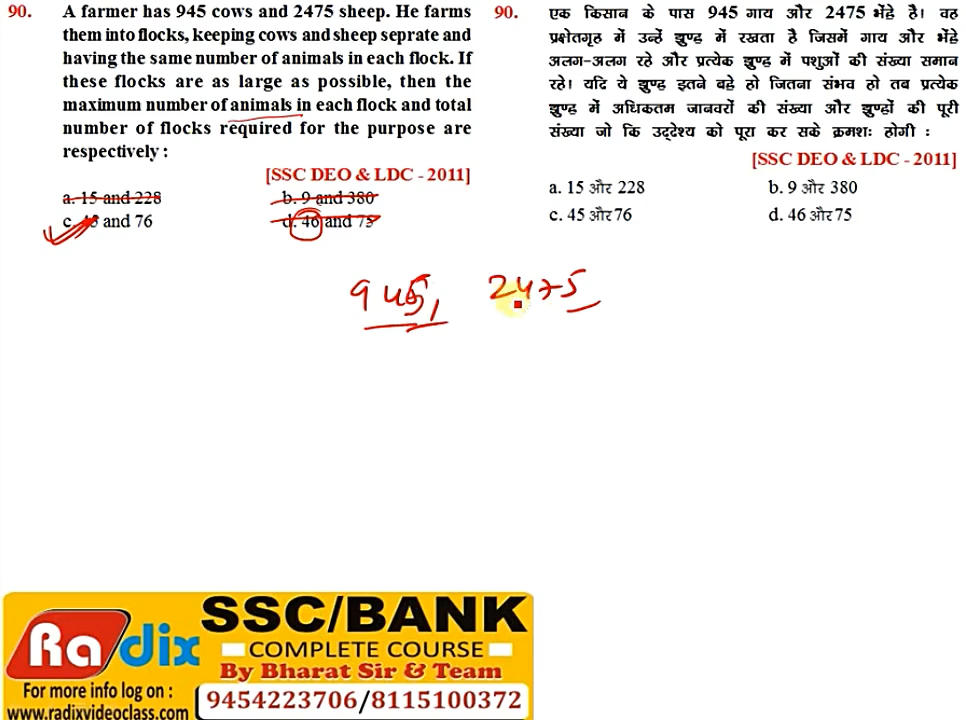 90. A farmer has 945 cows and 2475 sheep. He farms
them into flocks, keeping cows and sheep seprate and
having the same number of animals in each flock. If
these flocks are as large as possible, then the
maximum number of animals in each flock and total
number of flocks required for the purpose are
respectively :
[SSC DEO & LDC - 2011]
a. 15 and 228 b. 9 and 380
c. 45 and 76 d. 46 and 75
90. एक किसान के पास 945 गाय और 2475 भेंड़े है। वह
प्रक्षेतगृह में उन्हें झुण्ड में रखता है जिसमें गाय और भेंड़े
अलग-अलग रहे और प्रत्येक झुण्ड में पशुओं की संख्या समान
रहे। यदि ये झुण्ड इतने बड़े हो जितना संभव हो तब प्रत्येक
झुण्ड में अधिकतम जानवरों की संख्या और झुण्डों की पूरी
संख्या जो कि उद्देश्य को पूरा कर सके क्रमशः होगी :
[SSC DEO & LDC - 2011]
a. 15 और 228 b. 9 और 380
c. 45 और 76 d. 46 और 75
945, 2475
Radix
SSC/BANK
COMPLETE COURSE
By Bharat Sir & Team
For more info log on :
www.radixvideoclass.com
9454223706/8115100372